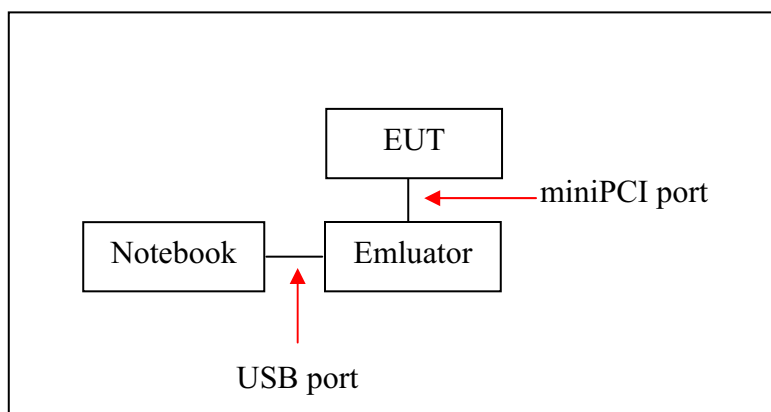 EUT
miniPCI port
Notebook
Emluator
USB port